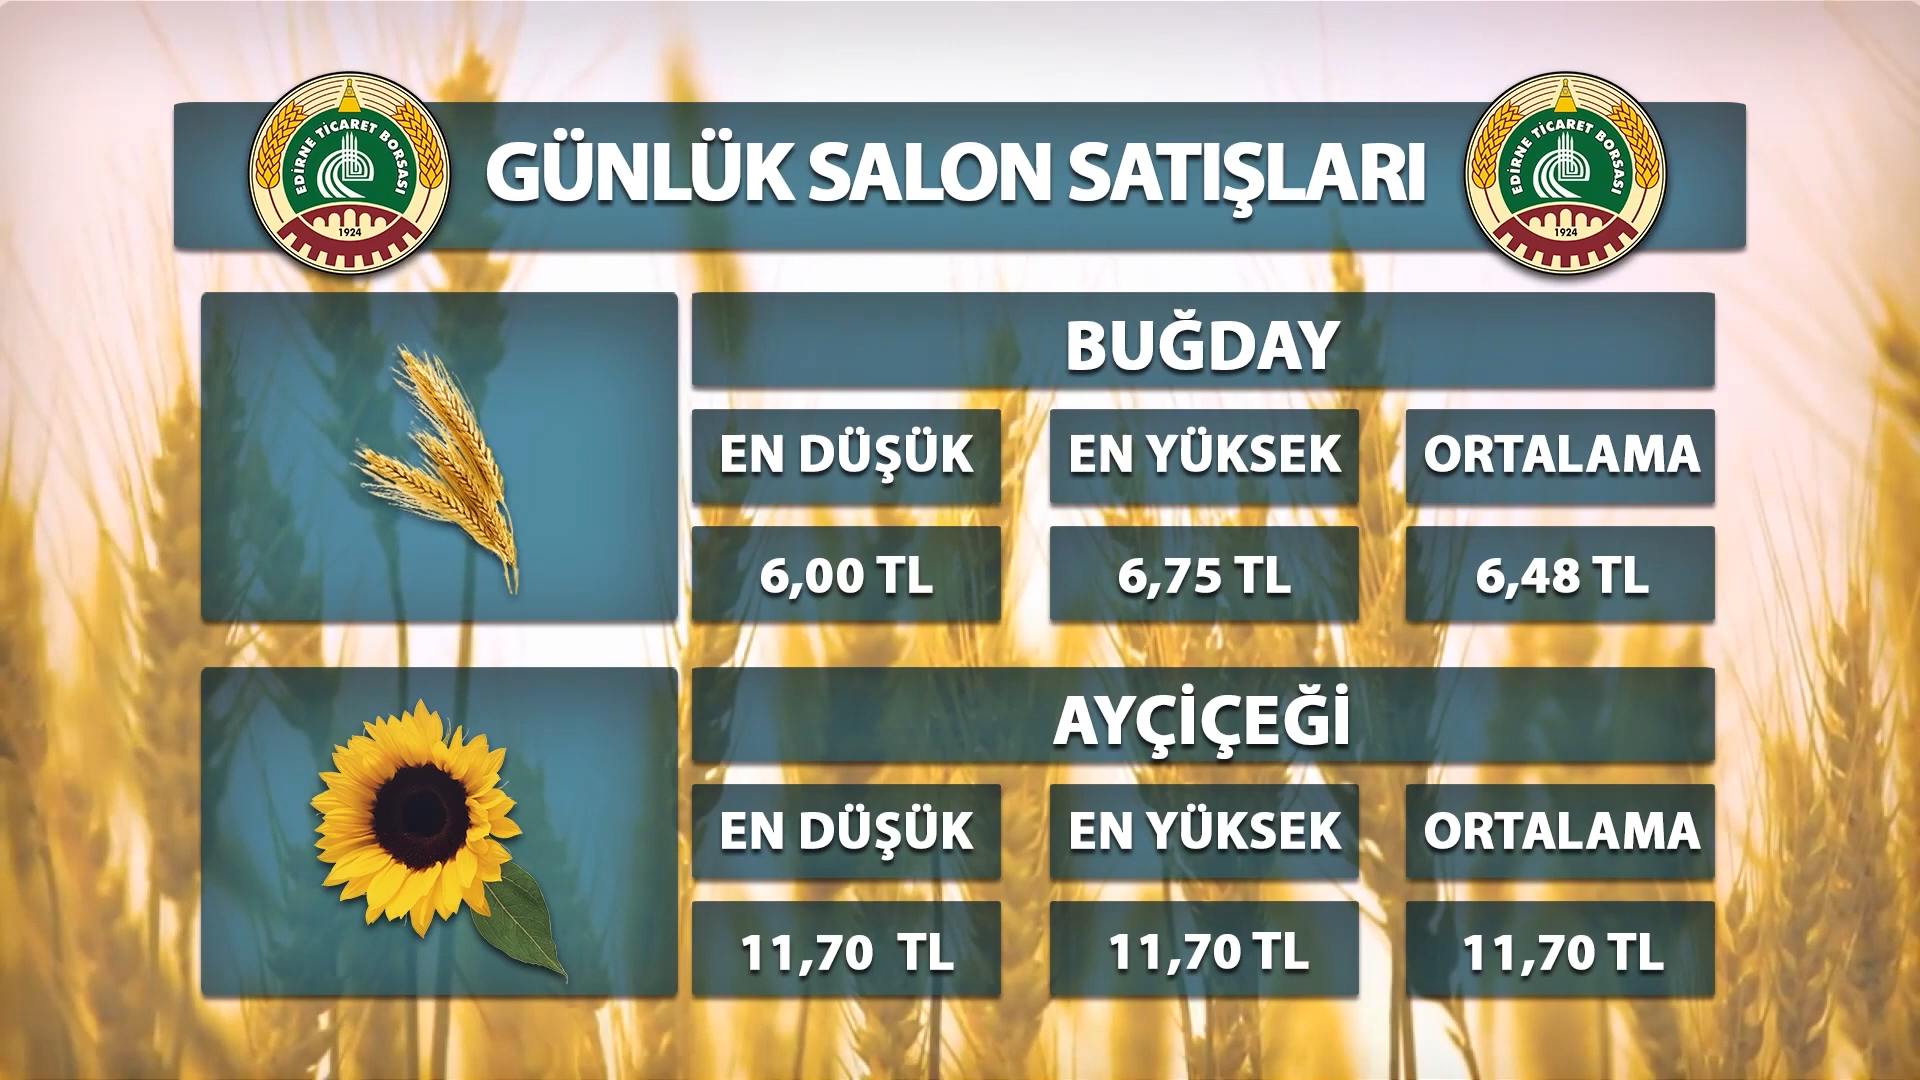 EDİRNE TİCARET BORSASI
1924
GÜNLÜK SALON SATIŞLARI
EDİRNE TİCARET BORSASI
1924
BUĞDAY
EN DÜŞÜK EN YÜKSEK ORTALAMA
6,00 TL 6,75 TL 6,48 TL
AYÇİÇEĞİ
EN DÜŞÜK EN YÜKSEK ORTALAMA
11,70 TL 11,70 TL 11,70 TL